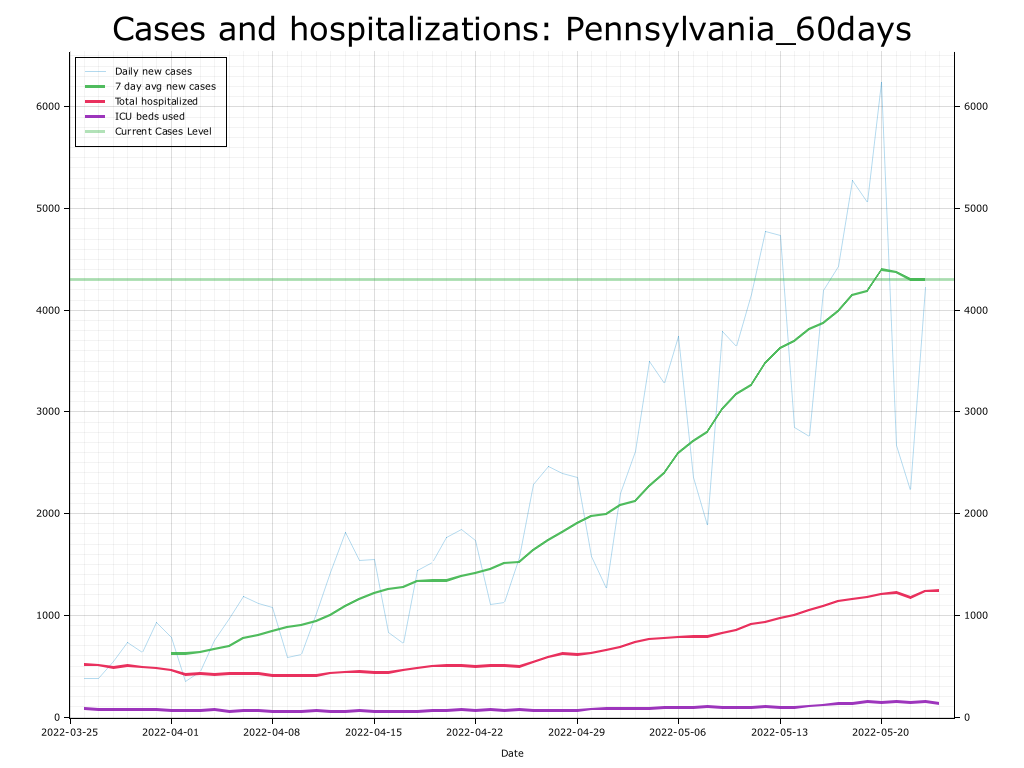 Cases and hospitalizations: Pennsylvania_60days
Daily new cases
7 day avg new cases
Total hospitalized
ICU beds used
Current Cases Level
6000 6000
5000 5000
4000 4000
3000 3000
2000 2000
1000 1000
0 0
2022-03-25 2022-04-01 2022-04-08 2022-04-15 2022-04-22 2022-04-29 2022-05-06 2022-05-13 2022-05-20
Date